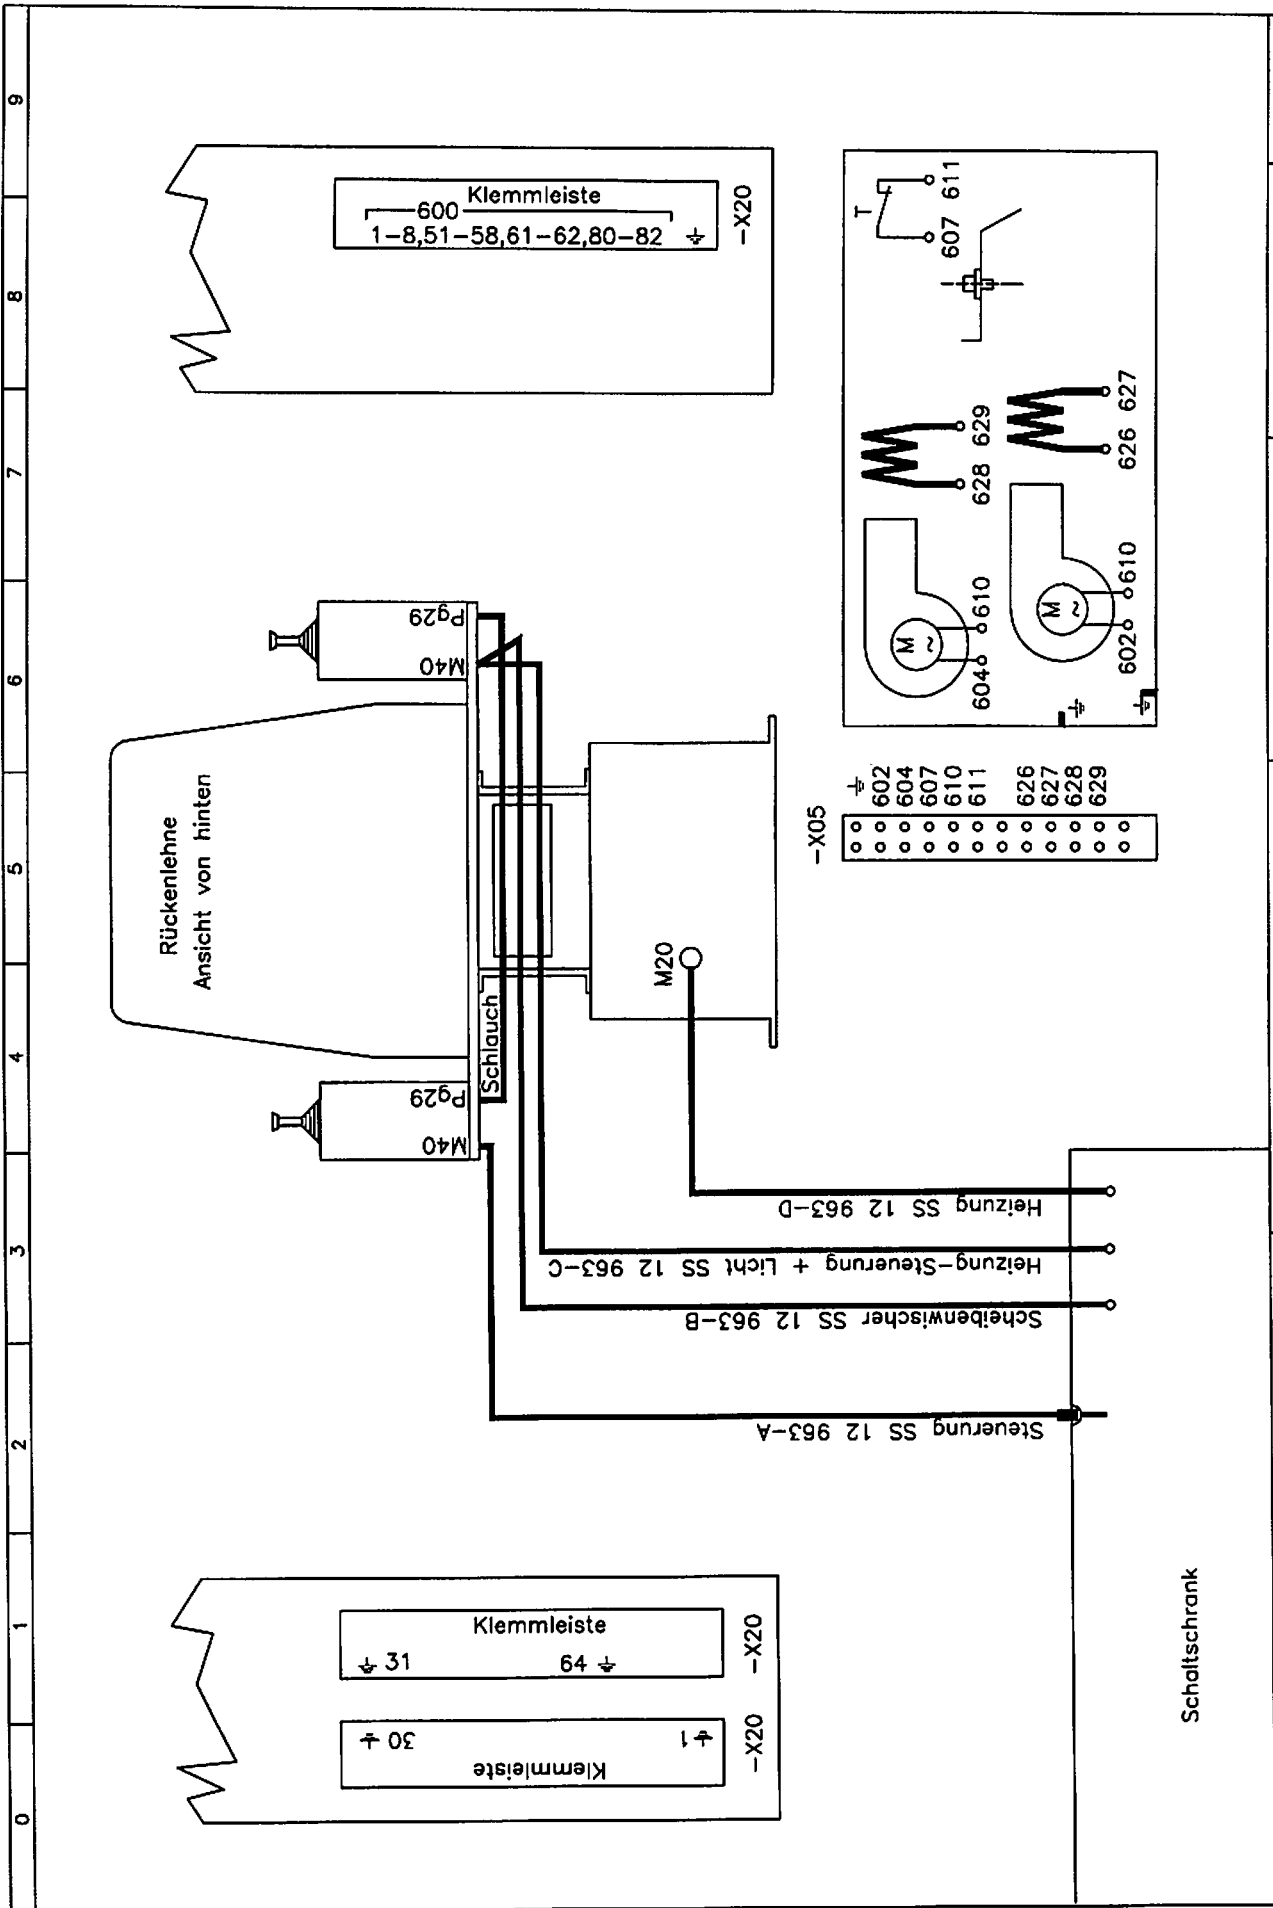 0
1
2
3
4
5
6
7
8
9
Klemmleiste
30
1
-X20
Klemmleiste
31
64
-X20
Rückenlehne
Ansicht von hinten
M40
Pg29
Schlauch
M40
Pg29
M20
Steuerung SS 12 963-A
Scheibenwischer SS 12 963-B
Heizung-Steuerung + Licht SS 12 963-C
Heizung SS 12 963-D
Schaltschrank
Klemmleiste
600
1-8,51-58,61-62,80-82
-X20
-X05
602
604
607
610
611
626
627
628
629
M
~
604
610
M
~
602
610
628
629
626
627
T
607
611